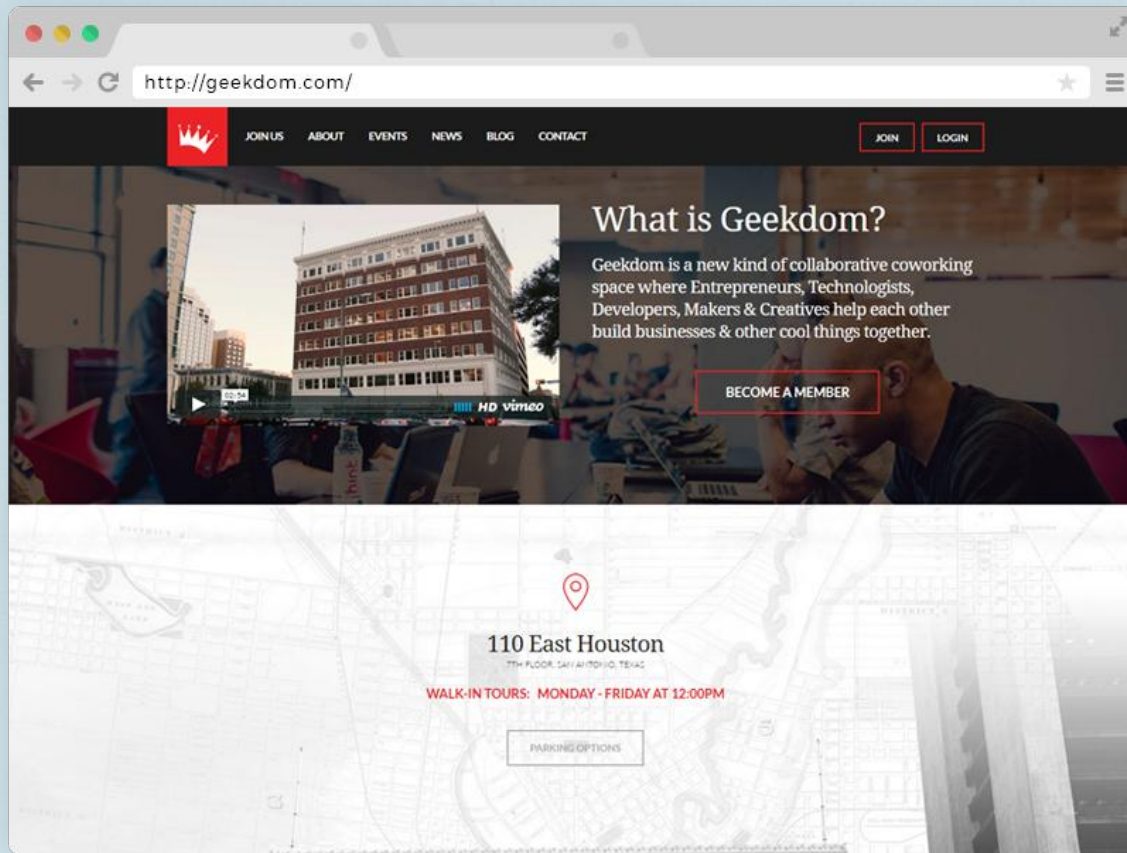 http://geekdom.com/
JOIN US ABOUT EVENTS NEWS BLOG CONTACT JOIN LOGIN
What is Geekdom?
Geekdom is a new kind of collaborative coworking
space where Entrepreneurs, Technologists,
Developers, Makers & Creatives help each other
build businesses & other cool things together.
BECOME A MEMBER
02:54
HD vimeo
hint
110 East Houston
7TH FLOOR, SAN ANTONIO, TEXAS
WALK-IN TOURS: MONDAY - FRIDAY AT 12:00PM
PARKING OPTIONS